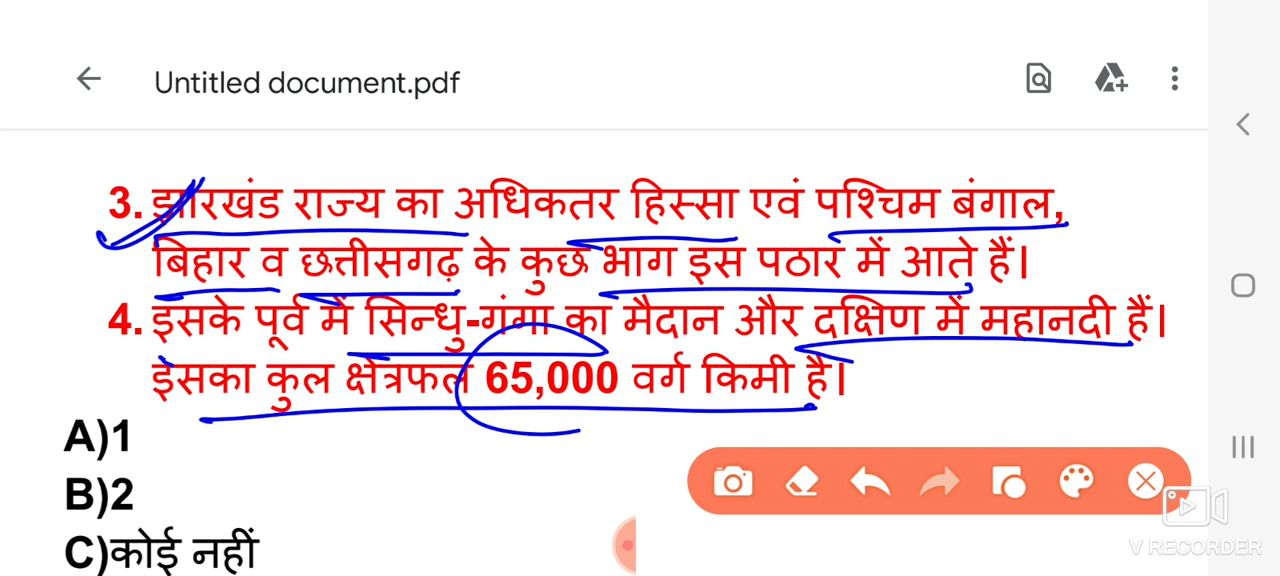 Untitled document.pdf
3. झारखंड राज्य का अधिकतर हिस्सा एवं पश्चिम बंगाल,
बिहार व छत्तीसगढ़ के कुछ भाग इस पठार में आते हैं।
4. इसके पूर्व में सिन्धु-गंगा का मैदान और दक्षिण में महानदी हैं।
इसका कुल क्षेत्रफल 65,000 वर्ग किमी है।
A)1
B)2
C)कोई नहीं
V RECORDER